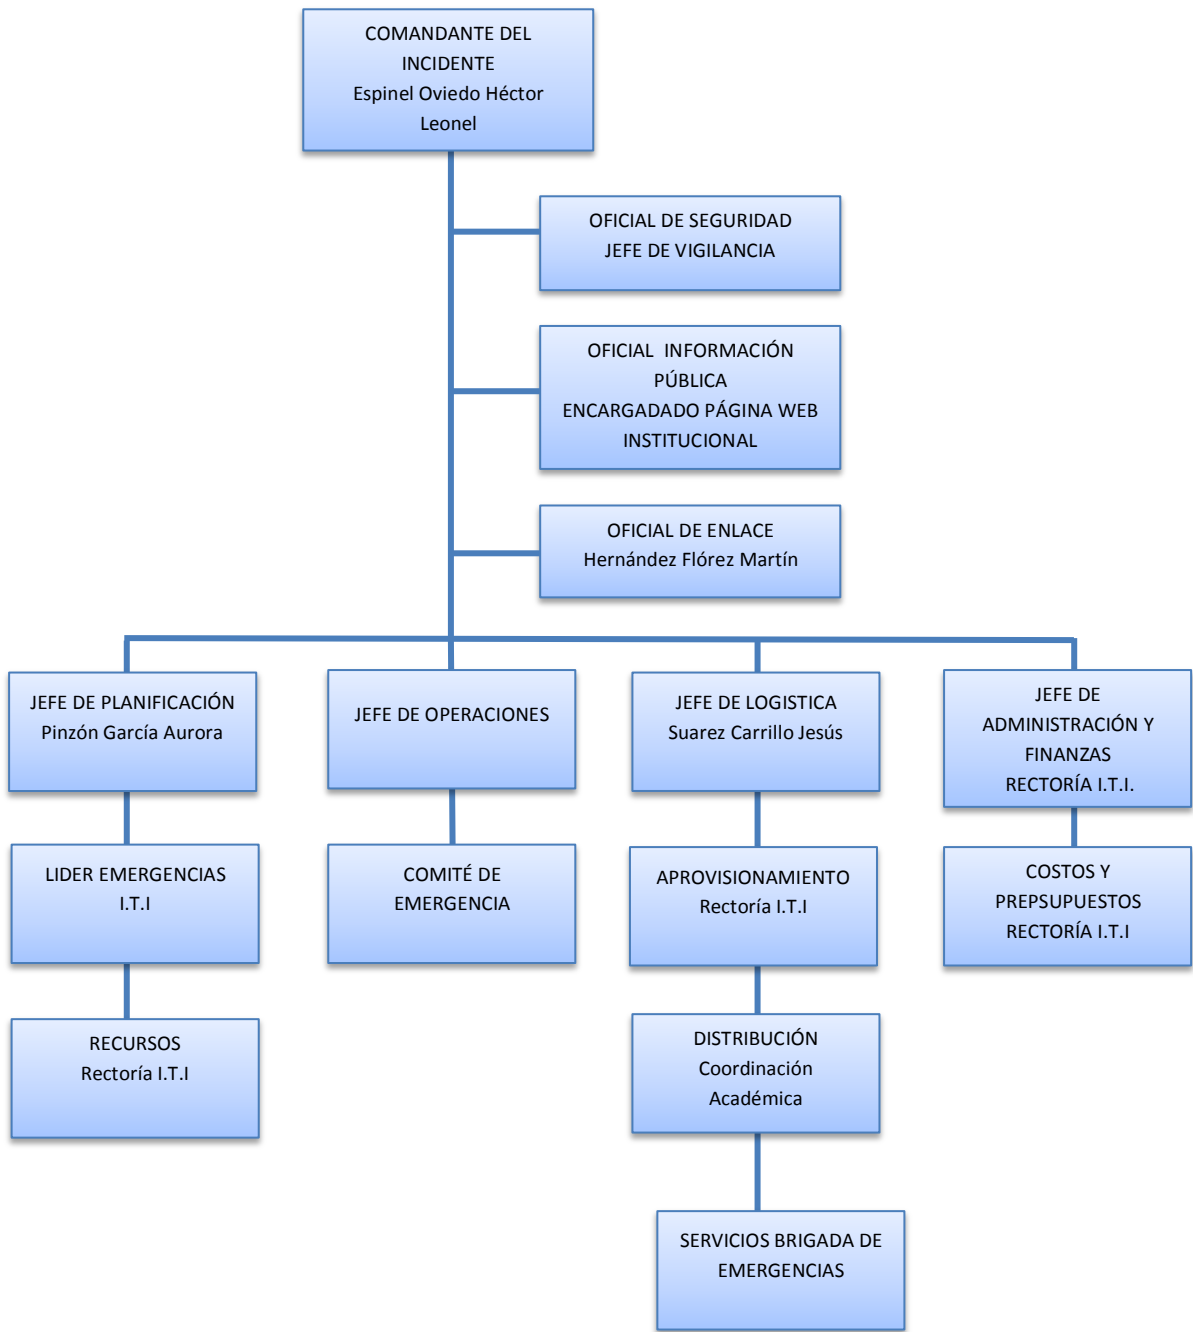 COMANDANTE DEL
INCIDENTE
Espinel Oviedo Héctor
Leonel
OFICIAL DE SEGURIDAD
JEFE DE VIGILANCIA
OFICIAL INFORMACIÓN
PÚBLICA
ENCARGADADO PÁGINA WEB
INSTITUCIONAL
OFICIAL DE ENLACE
Hernández Flórez Martín
JEFE DE PLANIFICACIÓN
Pinzón García Aurora
JEFE DE OPERACIONES
JEFE DE LOGISTICA
Suarez Carrillo Jesús
JEFE DE
ADMINISTRACIÓN Y
FINANZAS
RECTORÍA I.T.I.
LIDER EMERGENCIAS
I.T.I
COMITÉ DE
EMERGENCIA
APROVISIONAMIENTO
Rectoría I.T.I
COSTOS Y
PREPSUPUESTOS
RECTORÍA I.T.I
RECURSOS
Rectoría I.T.I
DISTRIBUCIÓN
Coordinación
Académica
SERVICIOS BRIGADA DE
EMERGENCIAS